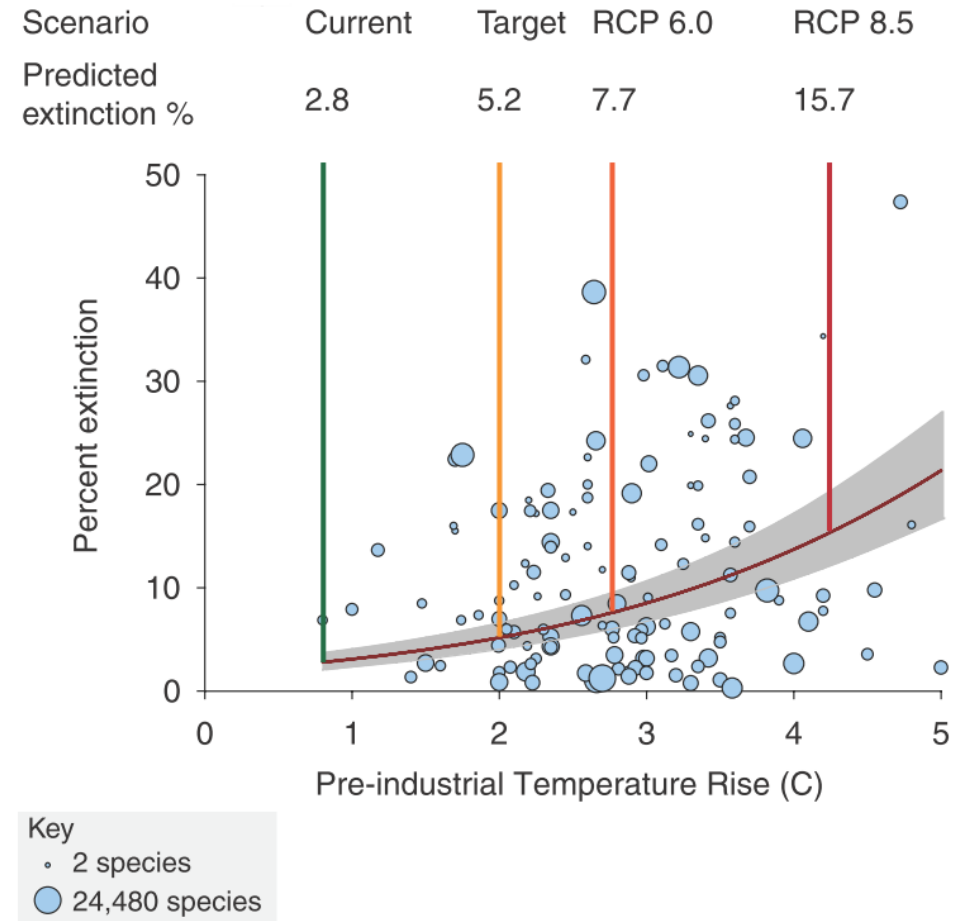 Scenario Current Target RCP 6.0 RCP 8.5
Predicted
extinction % 2.8 5.2 7.7 15.7
50
40
30
20
10
0
Percent extinction
0 1 2 3 4 5
Pre-industrial Temperature Rise (C)
Key
2 species
24,480 species